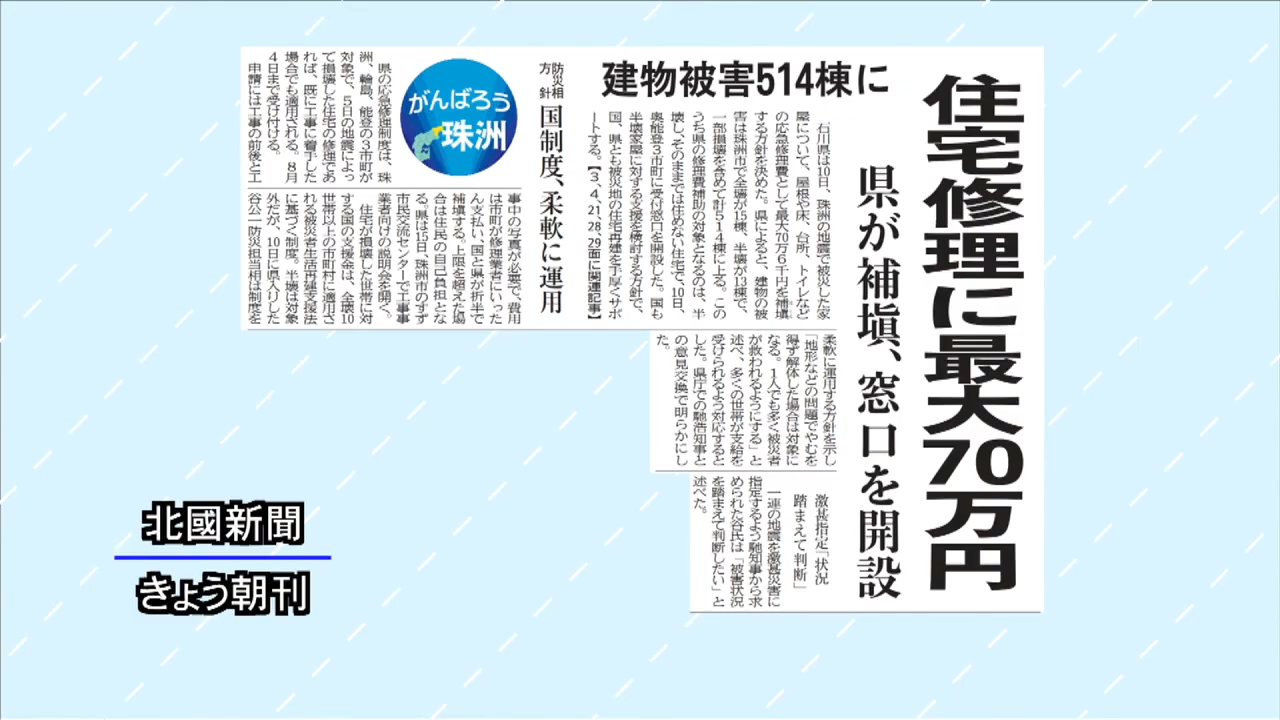 住宅修理に最大70万円
県が補塡、窓口を開設
建物被害514棟に
石川県は10日、珠洲の地震で被災した家
屋について、屋根や床、台所、トイレなど
の応急修理費として最大70万6千円を補塡
する方針を決めた。県によると、建物の被
害は珠洲市で全壊が15棟、半壊が13棟で、
一部損壊を含めて計514棟に上る。この
うち県の修理費補助の対象となるのは、半
壊し、そのままでは住めない住宅で、10日、
奥能登3市町に受け付窓口を開設した。国も
半壊家屋に対する支援を検討する方針で、
国、県とも被災地の住宅再建を手厚くサポ
ートする。【3、4、21、28、29面に関連記事】
防災相
方針
国制度、柔軟に運用
がんばろう
珠洲
県の応急修理制度は、珠
洲、輪島、能登の3市町が
対象で、5日の地震によっ
て損壊した住宅の修理であ
れば、既に工事に着手した
場合でも適用される。8月
4日まで受け付ける。
申請には工事の前後と工
事中の写真が必要で、費用
は市町が修理業者にいった
ん支払い、国と県が折半で
補塡する。上限を超えた場
合は住民の自己負担とな
る。県は15日、珠洲市のすず
市民交流センターで工事事
業者向けの説明会を開く。
住宅が損壊した世帯に対
する国の支援金は、全壊10
世帯以上の市町村に適用さ
れる被災者生活再建支援法
に基づく制度。半壊は対象
外だが、10日に県入りした
谷公一防災担当相は制度を
柔軟に運用する方針を示し
「地形などの問題でやむを
得ず解体した場合は対象に
なる。1人でも多く被災者
が救われるようにする」と
述べ、多くの世帯が支給を
受けられるよう対応すると
した。県庁での馳浩知事と
の意見交換で明らかにし
た。
激甚指定「状況
踏まえて判断」
一連の地震を激甚災害に
指定するよう馳知事から求
められた谷氏は「被害状況
を踏まえて判断したい」と
述べた。
北國新聞
きょう朝刊